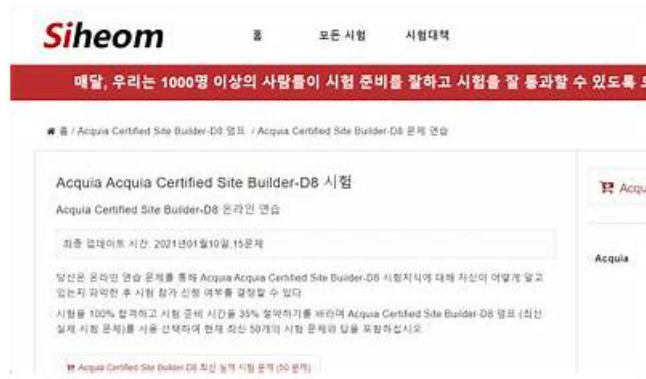 Siheom
홈 모든 시험 시험대책
매달, 우리는 1000명 이상의 사람들이 시험 준비를 잘하고 시험을 잘 통과할 수 있도록
홈 / Acquia Certified Site Builder-D8 덤프 / Acquia Certified Site Builder-D8 문제 연습
Acquia Acquia Certified Site Builder-D8 시험
Acquia Certified Site Builder-D8 온라인 연습
최종 업데이트 시간: 2021년01월10일,15문제
당신은 온라인 연습 문제를 통해 Acquia Acquia Certified Site Builder-D8 시험지식에 대해 자신이 어떻게 알고
있는지 파악한 후 시험 참가 신청 여부를 결정할 수 있다.
시험을 100% 합격하고 시험 준비 시간을 35% 절약하기를 바라며 Acquia Certified Site Builder-D8 덤프 (최신
실제 시험 문제)를 사용 선택하여 현재 최신 50개의 시험 문제와 답을 포함하십시오.
Acquia Certified Site Builder-D8 최신 실제 시험 문제 (50 문제)
Acqu
Acquia